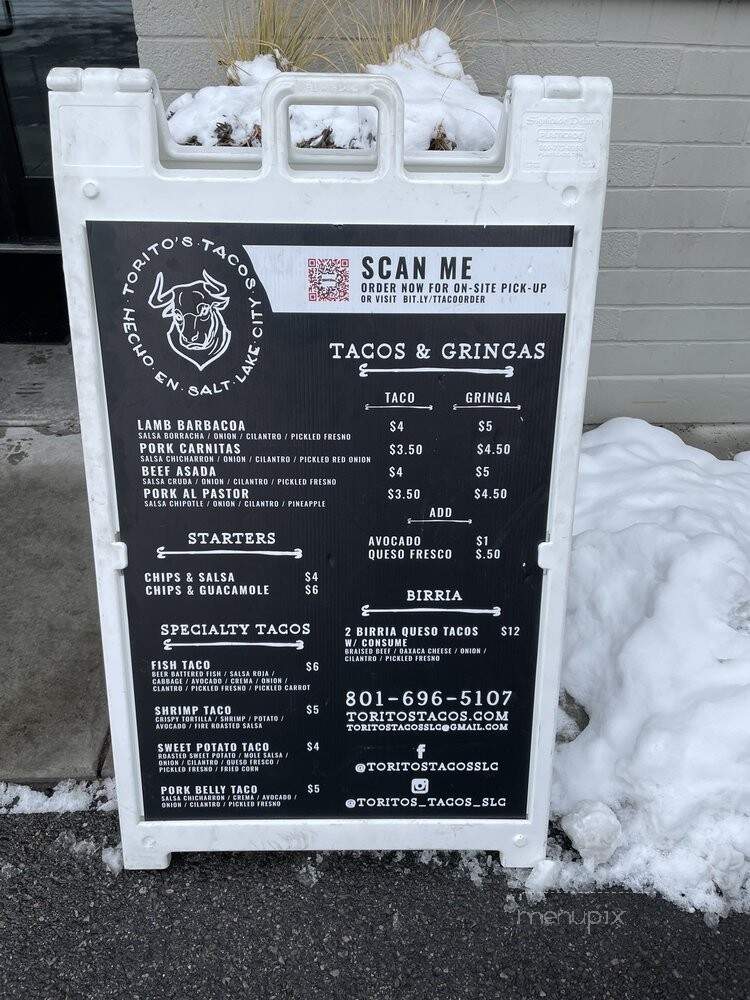 Signicade Deluxe
PLASTICADE
TORITO'S · TACOS · HECHO · EN · SALT · LAKE · CITY ·
SCAN ME
ORDER NOW FOR ON-SITE PICK-UP
OR VISIT BIT.LY/TTACOORDER
TACOS & GRINGAS
TACO GRINGA
LAMB BARBACOA $4 $5
SALSA BORRACHA / ONION / CILANTRO / PICKLED FRESNO
PORK CARNITAS $3.50 $4.50
SALSA CHICHARRON / ONION / CILANTRO / PICKLED RED ONION
BEEF ASADA $4 $5
SALSA CRUDA / ONION / CILANTRO / PICKLED FRESNO
PORK AL PASTOR $3.50 $4.50
SALSA CHIPOTLE / ONION / CILANTRO / PINEAPPLE
ADD
AVOCADO $1
QUESO FRESCO $.50
STARTERS
CHIPS & SALSA $4
CHIPS & GUACAMOLE $6
SPECIALTY TACOS
FISH TACO $6
BEER BATTERED FISH / SALSA ROJA /
CABBAGE / AVOCADO / CREMA / ONION /
CLANTRO / PICKLED FRESNO / PICKLED CARROT
SHRIMP TACO $5
CRISPY TORTILLA / SHRIMP / POTATO /
AVOCADO / FIRE ROASTED SALSA
SWEET POTATO TACO $4
ROASTED SWEET POTATO / MOLE SALSA /
ONION / CILANTRO / QUESO FRESCO /
PICKLED FRESNO / FRIED CORN
PORK BELLY TACO $5
SALSA CHICHARRON / CREMA / AVOCADO /
ONION / CILANTRO / PICKLED FRESNO
BIRRIA
2 BIRRIA QUESO TACOS $12
W/ CONSUME
BRAISED BEEF / OAXACA CHEESE / ONION /
CILANTRO / PICKLED FRESNO
801-696-5107
TORITOSTACOS.COM
TORITOSTACOSSLC@GMAIL.COM
@TORITOSTACOSSLC
@TORITOS_TACOS_SLC
menupix